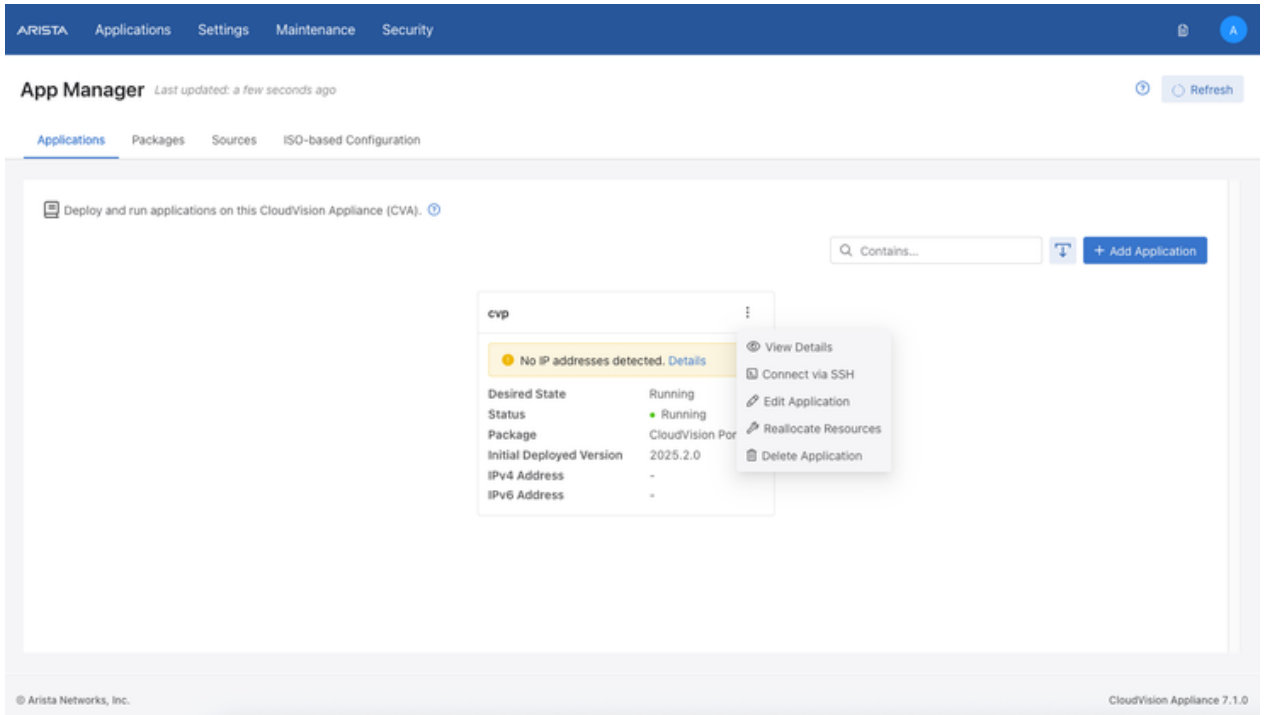 ARISTA Applications Settings Maintenance Security A
App Manager Last updated: a few seconds ago Refresh
Applications Packages Sources ISO-based Configuration
Deploy and run applications on this CloudVision Appliance (CVA).
Contains... + Add Application
cvp
No IP addresses detected. Details
View Details
Connect via SSH
Edit Application
Reallocate Resources
Delete Application
Desired State Running
Status Running
Package CloudVision Por
Initial Deployed Version 2025.2.0
IPv4 Address -
IPv6 Address -
© Arista Networks, Inc. CloudVision Appliance 7.1.0